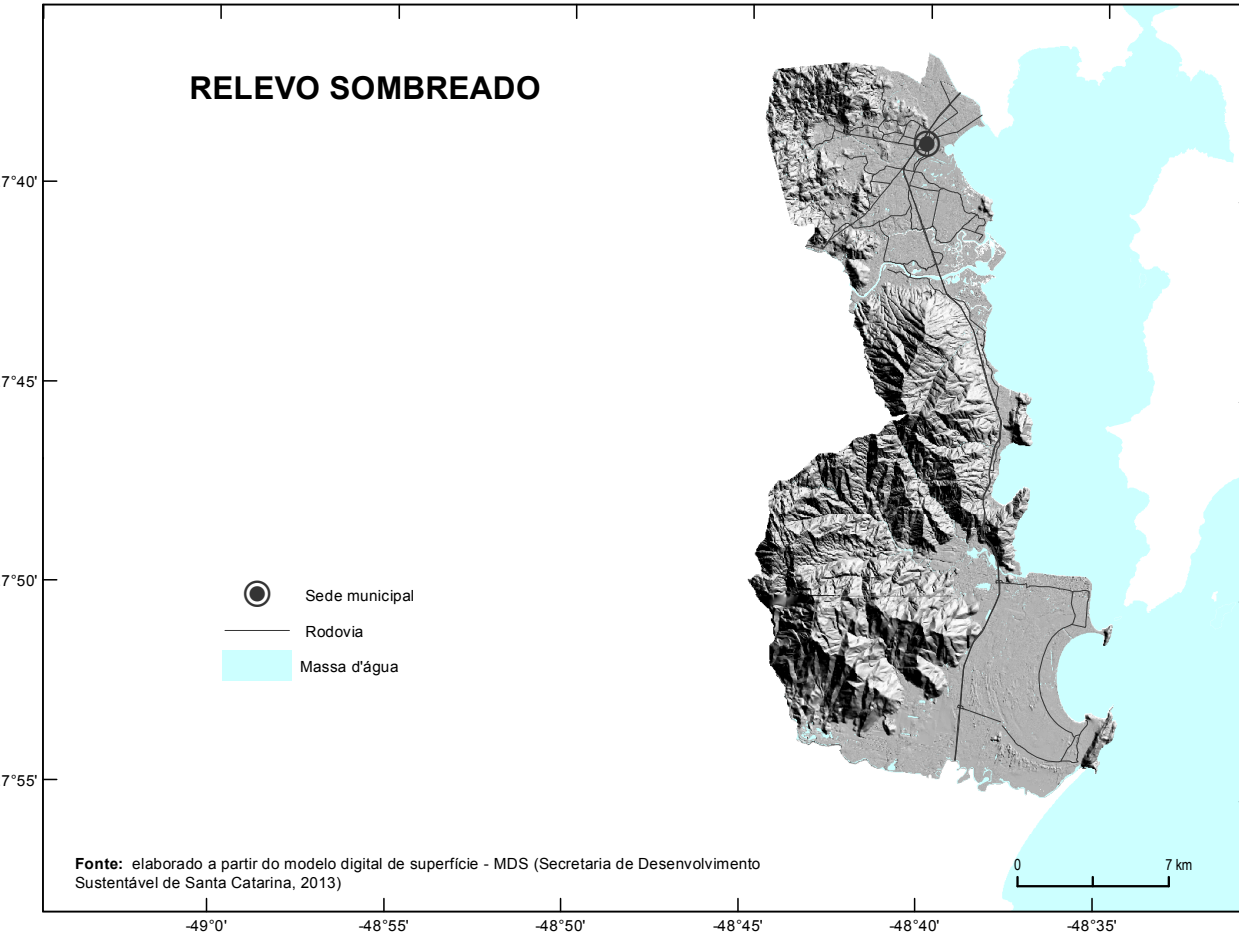 RELEVO SOMBREADO
7°40'
7°45'
7°50'
Sede municipal
Rodovia
Massa d'água
7°55'
Fonte: elaborado a partir do modelo digital de superfície - MDS (Secretaria de Desenvolvimento
Sustentável de Santa Catarina, 2013)
0 7 km
-49°0' -48°55' -48°50' -48°45' -48°40' -48°35'